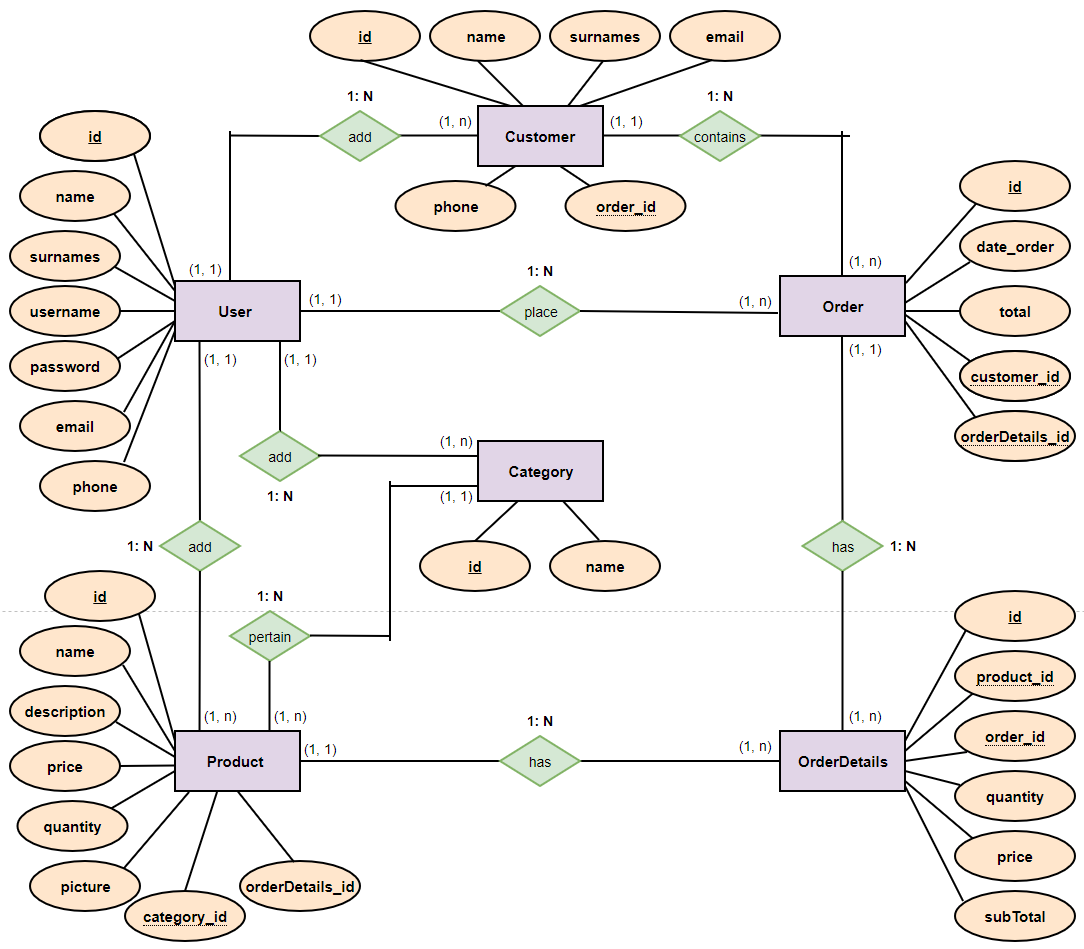 id
name
surnames
email
1: N
1: N
add
(1, n)
Customer
(1, 1)
contains
id
phone
order_id
id
name
date_order
surnames
(1, 1)
1: N
(1, n)
username
User
(1, 1)
place
(1, n)
Order
total
password
(1, 1)
(1, 1)
(1, 1)
customer_id
email
orderDetails_id
phone
add
1: N
(1, n)
Category
(1, 1)
1: N
add
id
name
has
1: N
id
1: N
pertain
id
name
product_id
description
(1, n)
(1, n)
1: N
(1, n)
order_id
price
Product
(1, 1)
has
(1, n)
OrderDetails
quantity
quantity
price
picture
orderDetails_id
category_id
subTotal